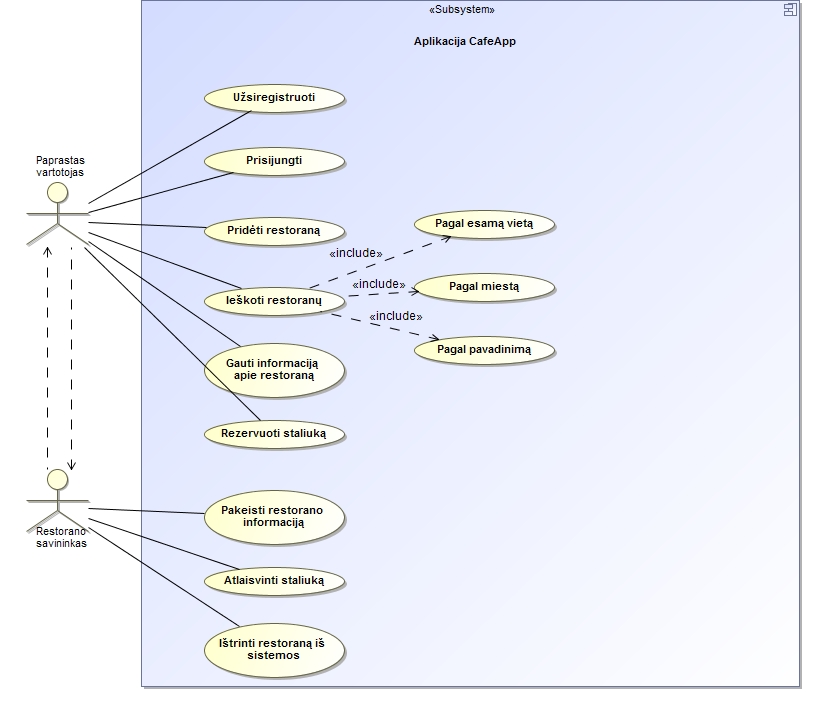 «Subsystem»
Aplikacija CafeApp
Užsiregistruoti
Paprastas
vartotojas
Prisijungti
Pridėti restoraną
Pagal esamą vietą
«include»
Ieškoti restoranų
«include»
Pagal miestą
«include»
Pagal pavadinimą
Gauti informaciją
apie restoraną
Rezervuoti staliuką
Restorano
savininkas
Pakeisti restorano
informaciją
Atlaisvinti staliuką
Ištrinti restoraną iš
sistemos